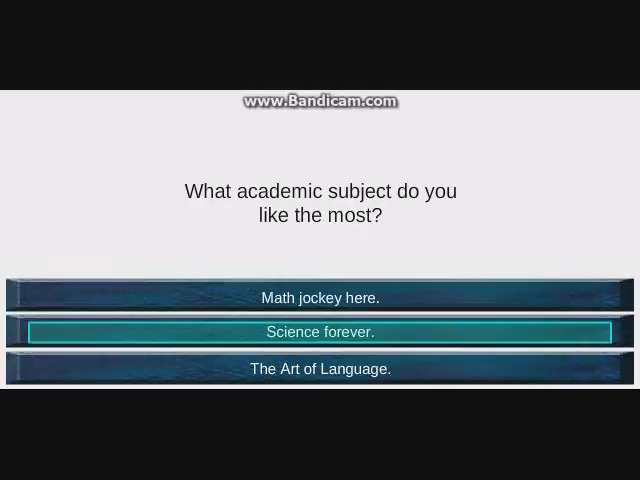 www.Bandicam.com
What academic subject do you
like the most?
Math jockey here.
Science forever.
The Art of Language.